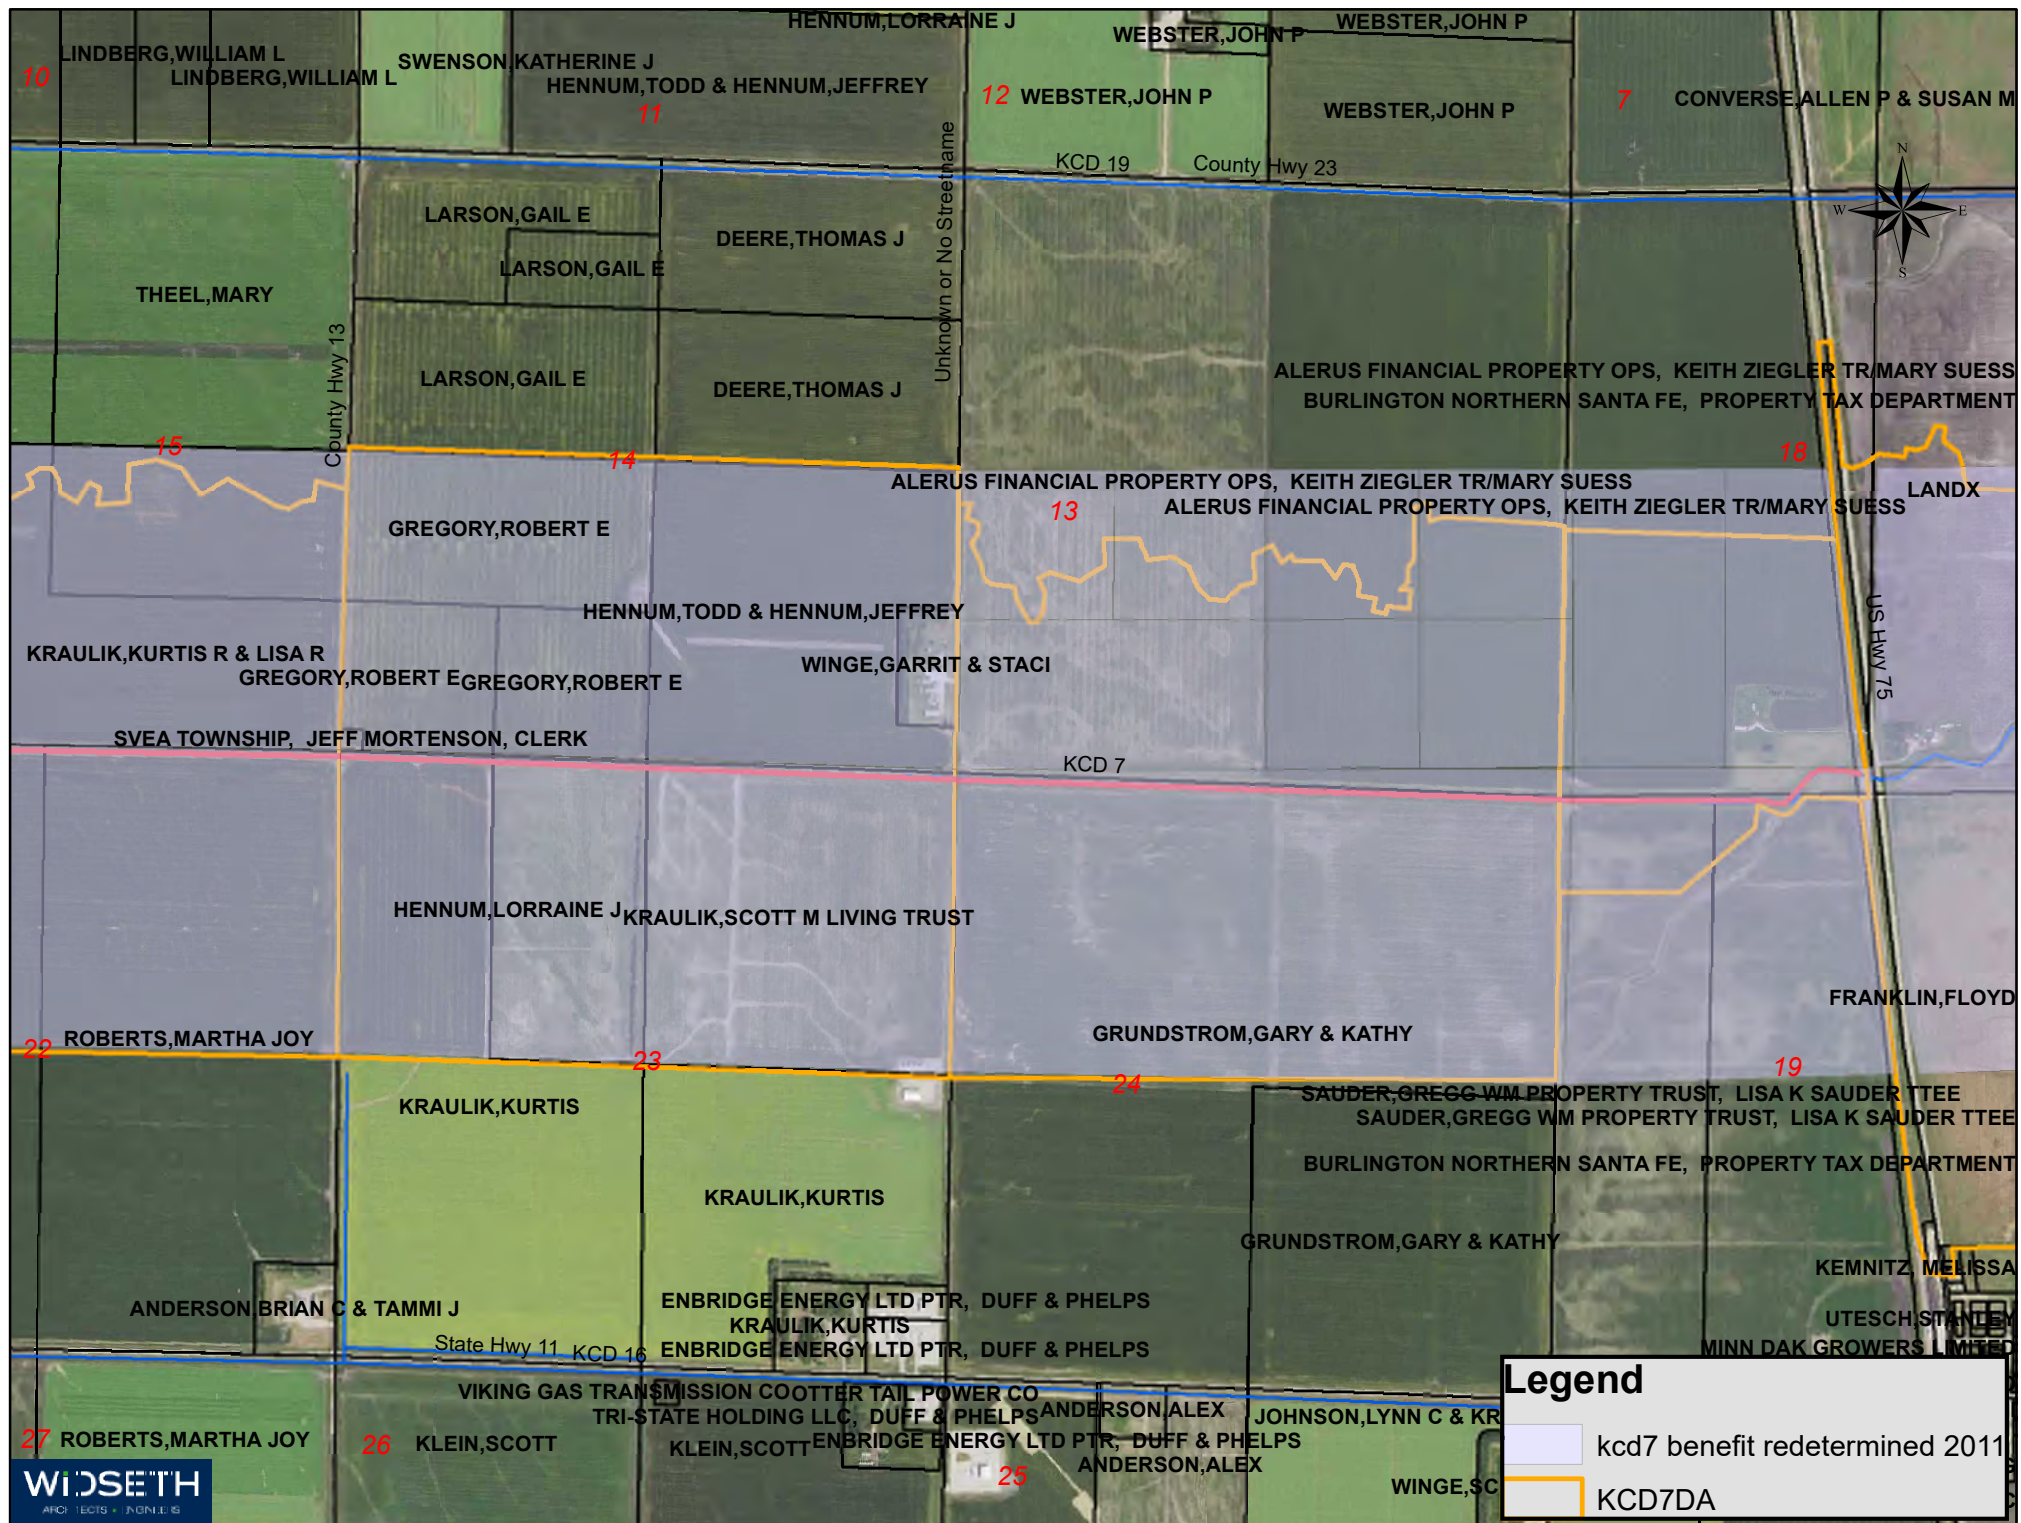 HENNUM,LORRAINE J
WEBSTER,JOHN P
WEBSTER,JOHN P
LINDBERG,WILLIAM L
SWENSON,KATHERINE J
10
LINDBERG,WILLIAM L
HENNUM,TODD & HENNUM,JEFFREY
12
WEBSTER,JOHN P
7
CONVERSE,ALLEN P & SUSAN M
11
WEBSTER,JOHN P
KCD 19
County Hwy 23
N
W
E
S
LARSON,GAIL E
DEERE,THOMAS J
Unknown or No Streetname
LARSON,GAIL E
THEEL,MARY
County Hwy 13
LARSON,GAIL E
DEERE,THOMAS J
ALERUS FINANCIAL PROPERTY OPS, KEITH ZIEGLER TR/MARY SUESS
BURLINGTON NORTHERN SANTA FE, PROPERTY TAX DEPARTMENT
15
14
18
ALERUS FINANCIAL PROPERTY OPS, KEITH ZIEGLER TR/MARY SUESS
LANDX
13
ALERUS FINANCIAL PROPERTY OPS, KEITH ZIEGLER TR/MARY SUESS
GREGORY,ROBERT E
HENNUM,TODD & HENNUM,JEFFREY
US Hwy 75
KRAULIK,KURTIS R & LISA R
WINGE,GARRIT & STACI
GREGORY,ROBERT E
GREGORY,ROBERT E
SVEA TOWNSHIP, JEFF MORTENSON, CLERK
KCD 7
HENNUM,LORRAINE J
KRAULIK,SCOTT M LIVING TRUST
FRANKLIN,FLOYD
22
ROBERTS,MARTHA JOY
GRUNDSTROM,GARY & KATHY
23
19
24
SAUDER,GREGG WM PROPERTY TRUST, LISA K SAUDER TTEE
KRAULIK,KURTIS
SAUDER,GREGG WM PROPERTY TRUST, LISA K SAUDER TTEE
BURLINGTON NORTHERN SANTA FE, PROPERTY TAX DEPARTMENT
KRAULIK,KURTIS
GRUNDSTROM,GARY & KATHY
KEMNITZ, MELISSA
ANDERSON,BRIAN C & TAMMI J
ENBRIDGE ENERGY LTD PTR, DUFF & PHELPS
UTESCH,STANLEY
KRAULIK,KURTIS
State Hwy 11
KCD 16
ENBRIDGE ENERGY LTD PTR, DUFF & PHELPS
MINN DAK GROWERS LIMITED
Legend
VIKING GAS TRANSMISSION CO
OTTER TAIL POWER CO
TRI-STATE HOLDING LLC, DUFF & PHELPS
ANDERSON,ALEX
JOHNSON,LYNN C & KR
27
ROBERTS,MARTHA JOY
26
KLEIN,SCOTT
KLEIN,SCOTT
ENBRIDGE ENERGY LTD PTR, DUFF & PHELPS
kcd7 benefit redetermined 2011
ANDERSON,ALEX
25
WINGE,SC
KCD7DA
WIDSETH
ARCHITECTS • ENGINEERS